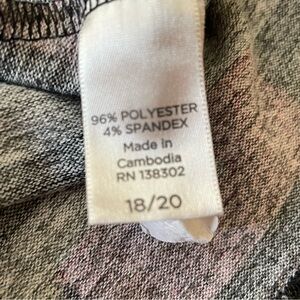 96% POLYESTER
4% SPANDEX
Made in
Cambodia
RN 138302
18/20